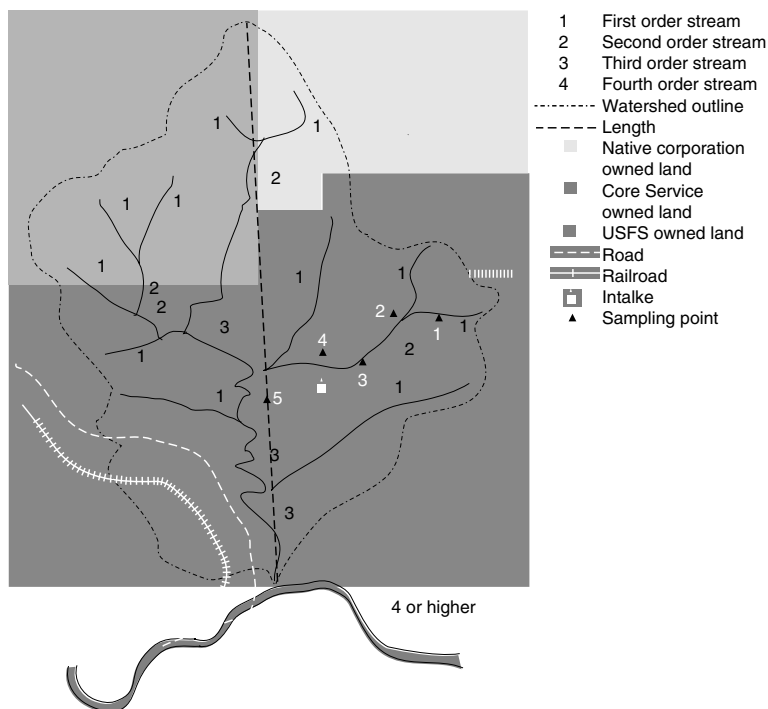 1 First order stream
2 Second order stream
3 Third order stream
4 Fourth order stream
Watershed outline
Length
Native corporation
owned land
Core Service
owned land
USFS owned land
Road
Railroad
Intalke
Sampling point
1
1
2
1
1
1
1
1
2
2
3
4
2
1
1
1
2
3
1
1
5
3
3
4 or higher